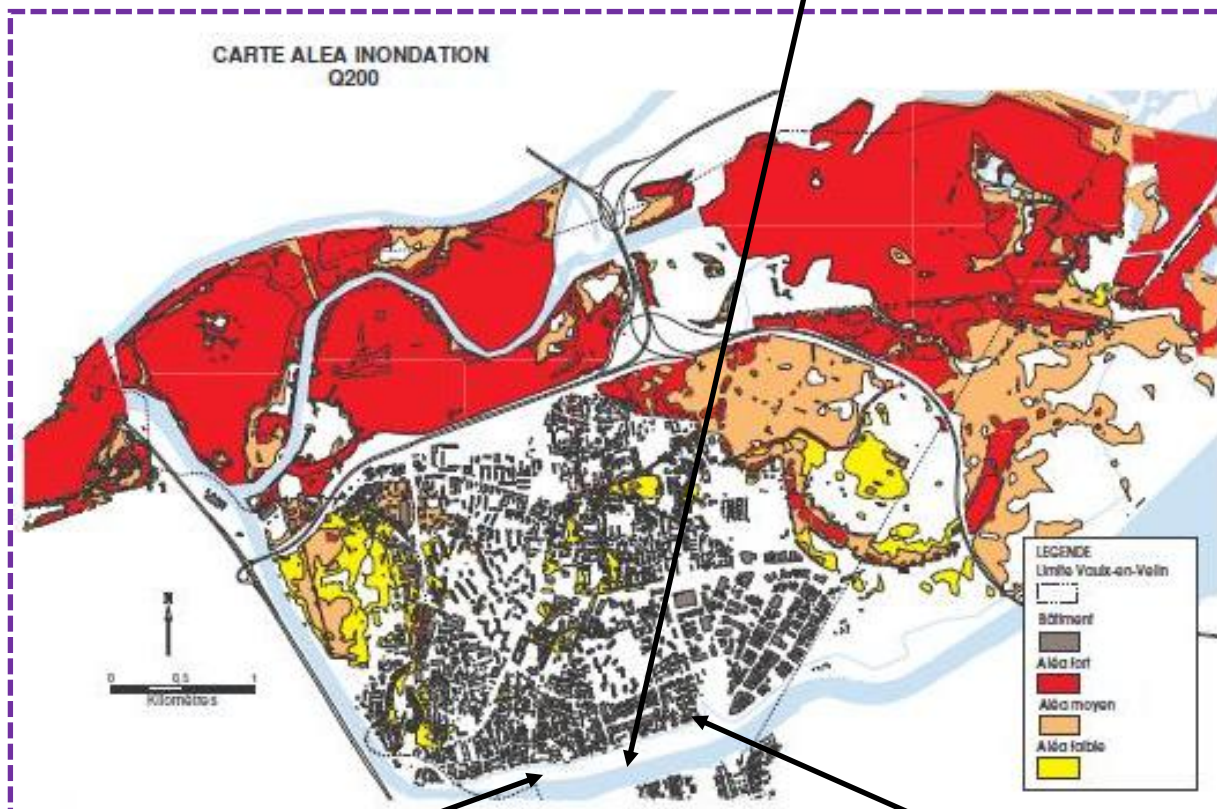 CARTE ALEA INONDATION
Q200
N
0 0,5 1
Kilomètres
LEGENDE
Limite Vaulx-en-Velin
Bâtiment
Aléa fort
Aléa moyen
Aléa faible